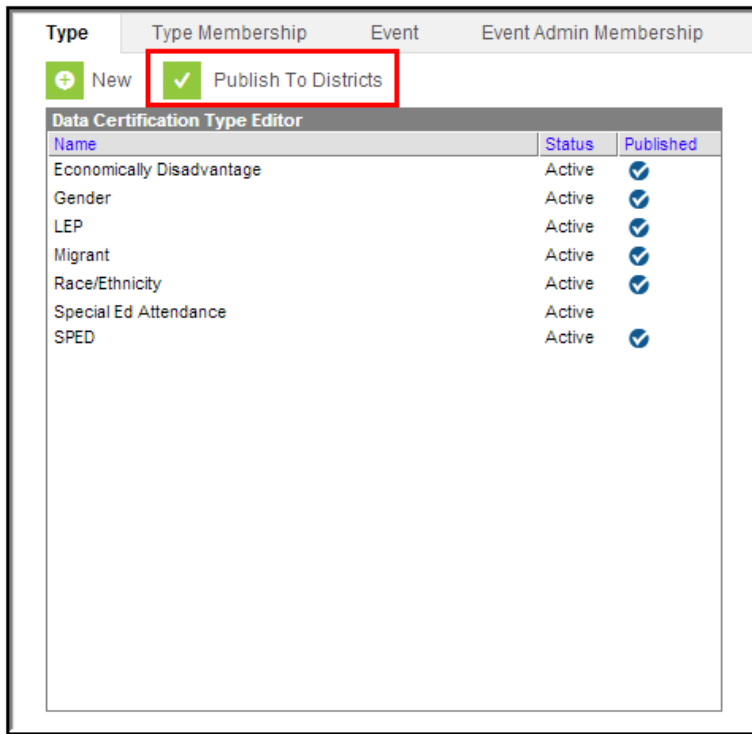 Type Type Membership Event Event Admin Membership
New Publish To Districts
Data Certification Type Editor
Name Status Published
Economically Disadvantage Active
Gender Active
LEP Active
Migrant Active
Race/Ethnicity Active
Special Ed Attendance Active
SPED Active